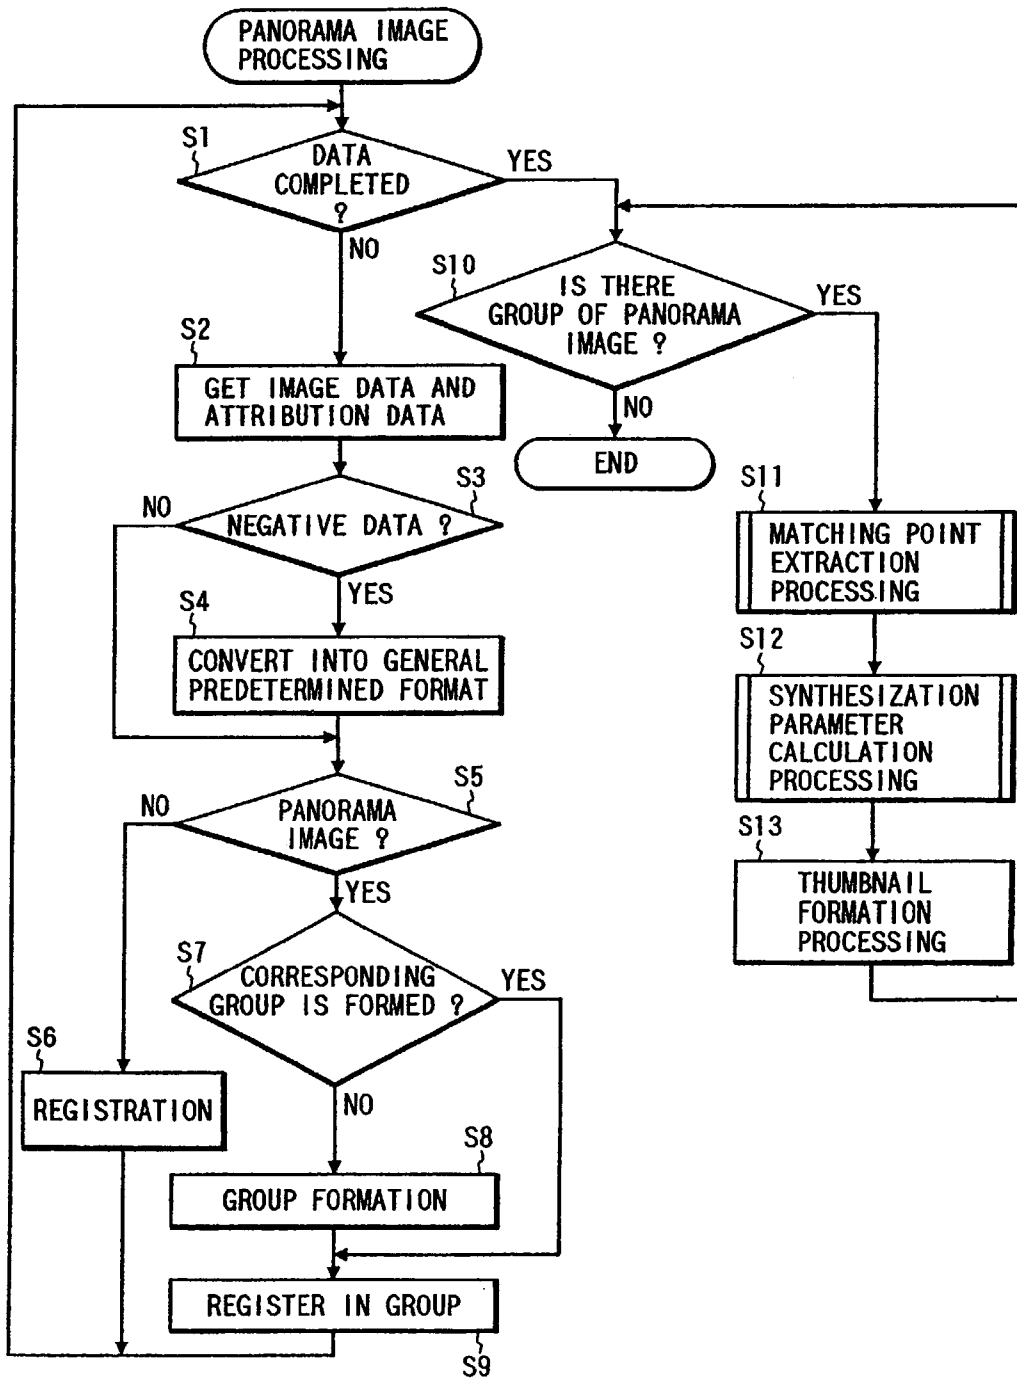 PANORAMA IMAGE
PROCESSING
S1
DATA
COMPLETED
?
YES
NO
S10
IS THERE
GROUP OF PANORAMA
IMAGE ?
YES
NO
END
S2
GET IMAGE DATA AND
ATTRIBUTION DATA
S3
NO
NEGATIVE DATA ?
YES
S4
CONVERT INTO GENERAL
PREDETERMINED FORMAT
S5
NO
PANORAMA
IMAGE ?
YES
S7
CORRESPONDING
GROUP IS FORMED ?
YES
NO
S6
REGISTRATION
S8
GROUP FORMATION
REGISTER IN GROUP
S9
S11
MATCHING POINT
EXTRACTION
PROCESSING
S12
SYNTHESIZATION
PARAMETER
CALCULATION
PROCESSING
S13
THUMBNAIL
FORMATION
PROCESSING